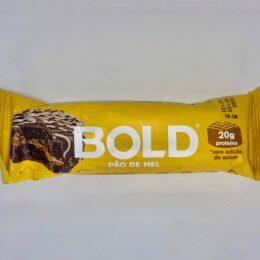 BOLD®
PÃO DE MEL
20g
proteína
*zero adição
de açúcar